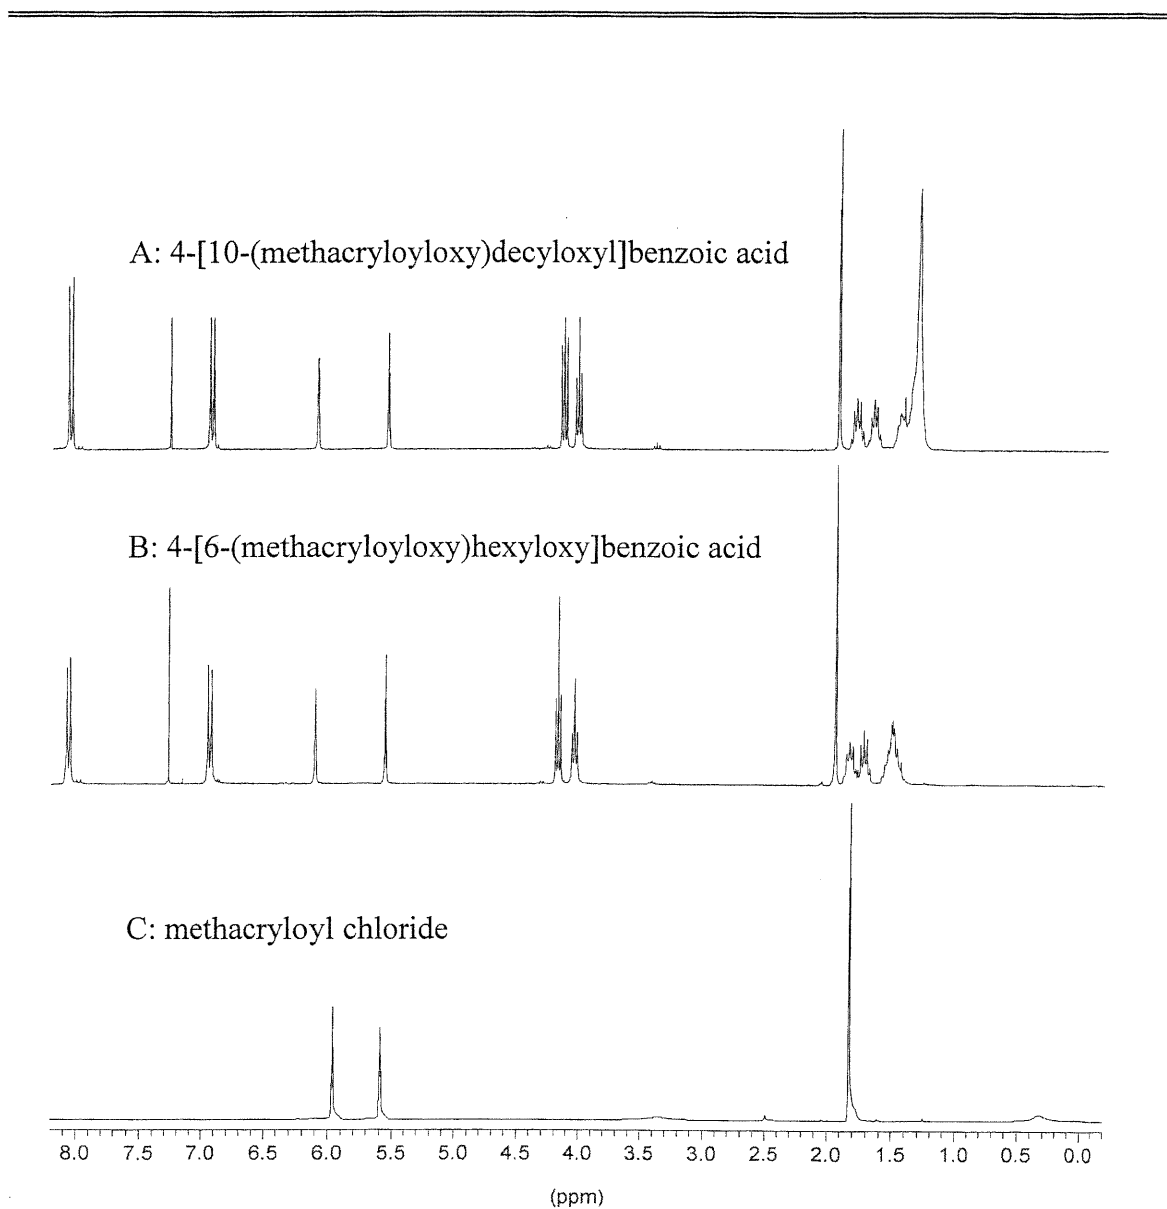 A: 4-[10-(methacryloyloxy)decyloxyl]benzoic acid
B: 4-[6-(methacryloyloxy)hexyloxy]benzoic acid
C: methacryloyl chloride
8.0 7.0 6.5 6.0 5.5 5.0 4.5 4.0 3.5 3.0 2.5 2.0 1.5 1.0 0.5 0.0
(ppm)